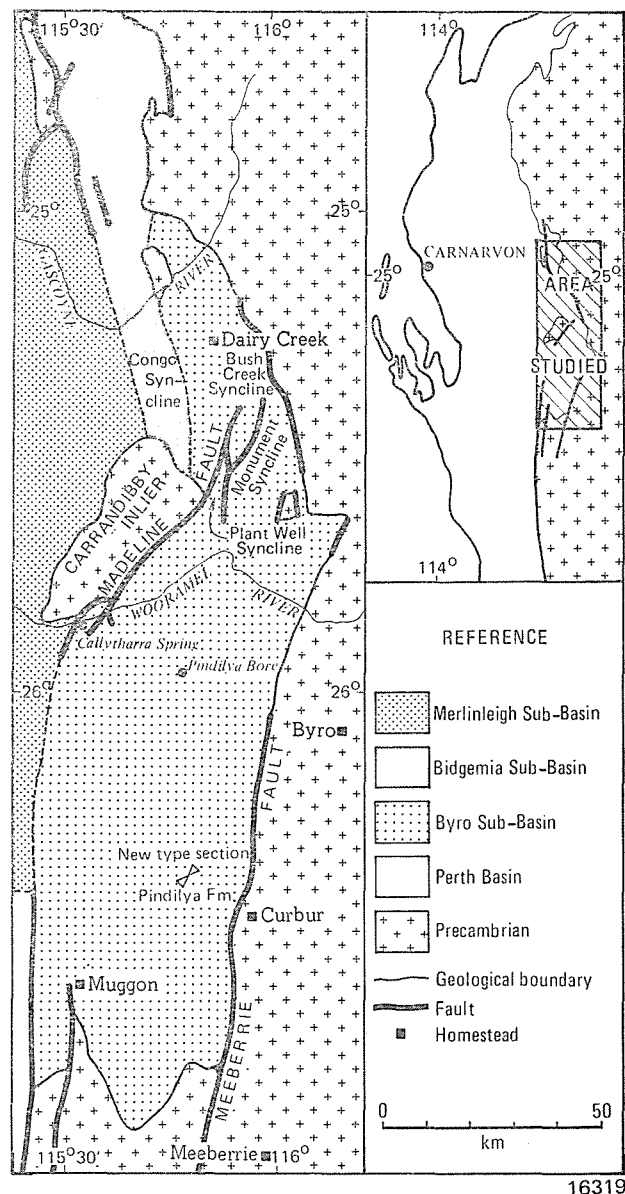 115°30'
116°
25°
25°
GASCOYNE
RIVER
Dairy Creek
Bush
Creek
Syncline
Congo
Syn-
cline
FAULT
Monument
Syncline
CARRANDIBBY
INLIER
MADELINE
Plant Well
Syncline
WOORAMEL
RIVER
Callytharra Spring
Pindilya Bore
26°
26°
Byro
FAULT
New type section
Pindilya Fm.
Curbur
Muggon
MEEBERRIE
Meeberrie
115°30'
116°
114°
CARNARVON
25°
25°
AREA
STUDIED
114°
REFERENCE
Merlinleigh Sub-Basin
Bidgemia Sub-Basin
Byro Sub-Basin
Perth Basin
Precambrian
Geological boundary
Fault
Homestead
0 50
km
16319